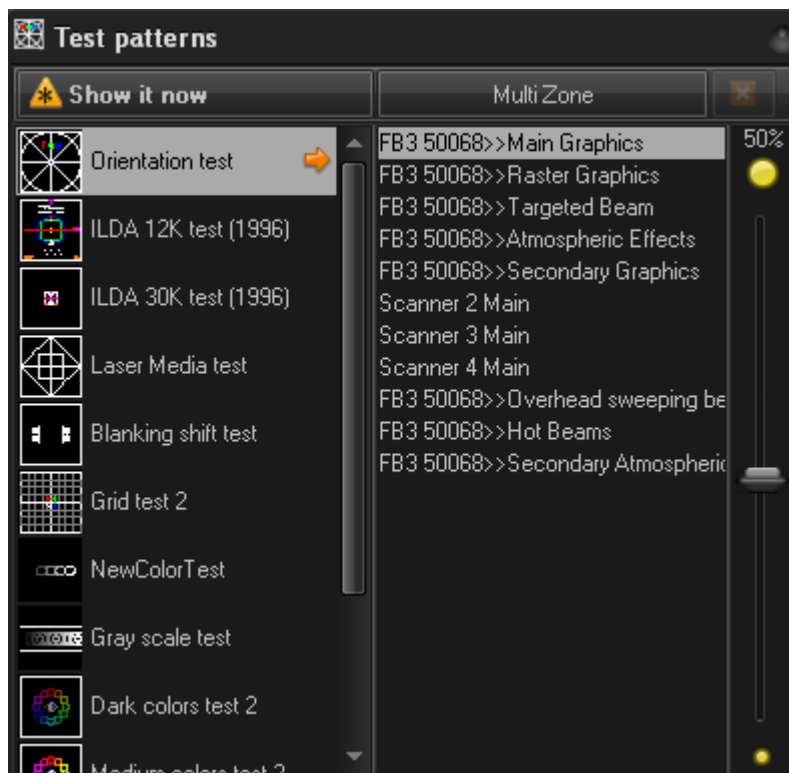 Test patterns
Show it now
Multi Zone
50%
Orientation test
ILDA 12K test (1996)
ILDA 30K test (1996)
Laser Media test
Blanking shift test
Grid test 2
NewColorTest
Gray scale test
Dark colors test 2
Medium colors test 2
FB3 50068>>Main Graphics
FB3 50068>>Raster Graphics
FB3 50068>>Targeted Beam
FB3 50068>>Atmospheric Effects
FB3 50068>>Secondary Graphics
Scanner 2 Main
Scanner 3 Main
Scanner 4 Main
FB3 50068>>Overhead sweeping be
FB3 50068>>Hot Beams
FB3 50068>>Secondary Atmospheric